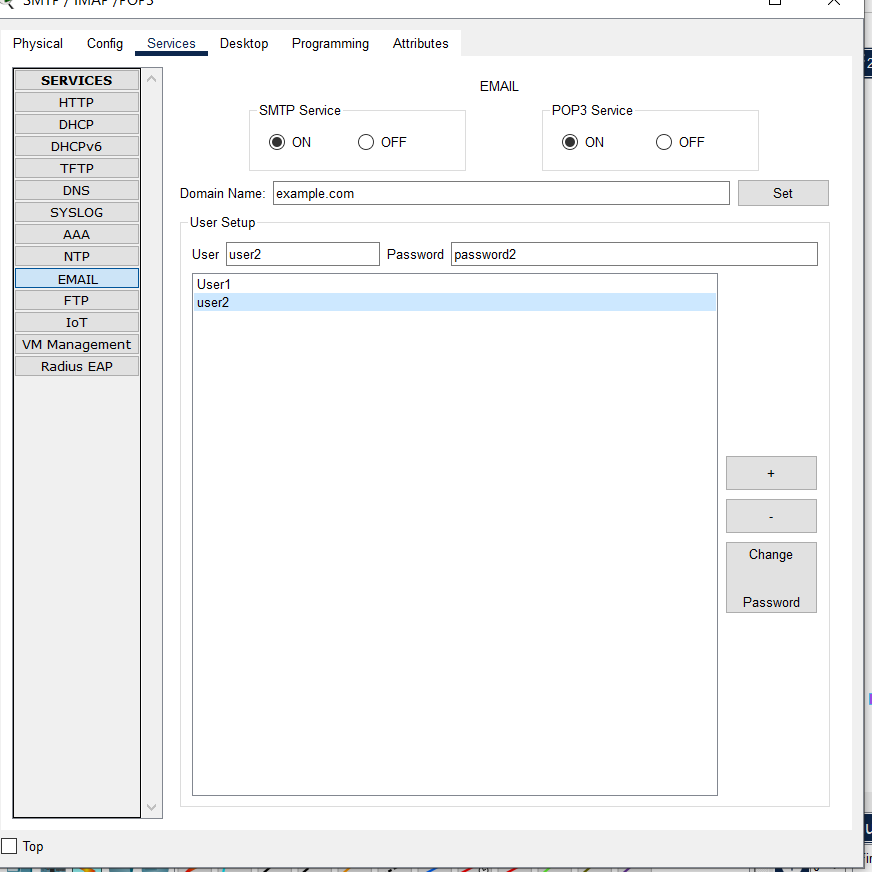 SMTP / IMAP /POP3
Physical Config Services Desktop Programming Attributes
SERVICES
HTTP
DHCP
DHCPv6
TFTP
DNS
SYSLOG
AAA
NTP
EMAIL
FTP
IoT
VM Management
Radius EAP
EMAIL
SMTP Service
ON OFF
POP3 Service
ON OFF
Domain Name: example.com Set
User Setup
User user2 Password password2
User1
user2
+
-
Change
Password
Top